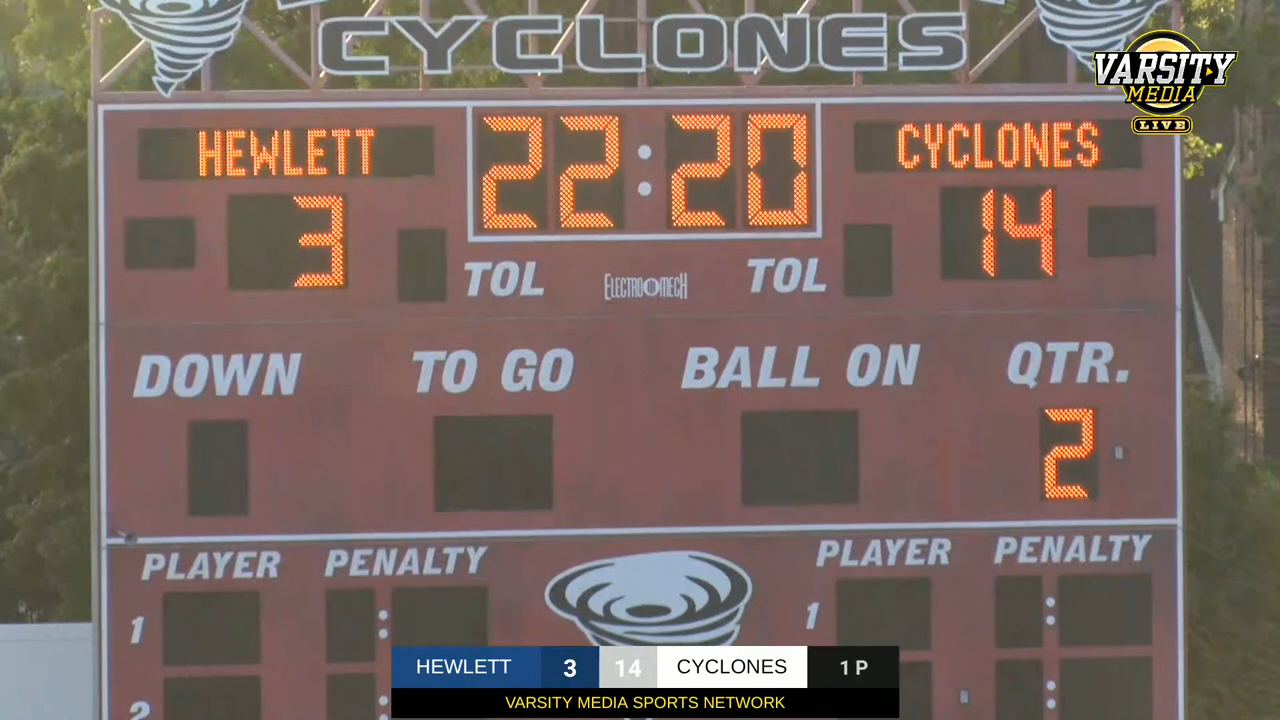 CYCLONES
VARSITY
MEDIA
LIVE
HEWLETT
22:20
CYCLONES
3
14
TOL
ELECTRO-MECH
TOL
DOWN
TO GO
BALL ON
QTR.
2
PLAYER
PENALTY
PLAYER
PENALTY
1
:
1
:
2
:
:
HEWLETT 3 14 CYCLONES 1 P
VARSITY MEDIA SPORTS NETWORK